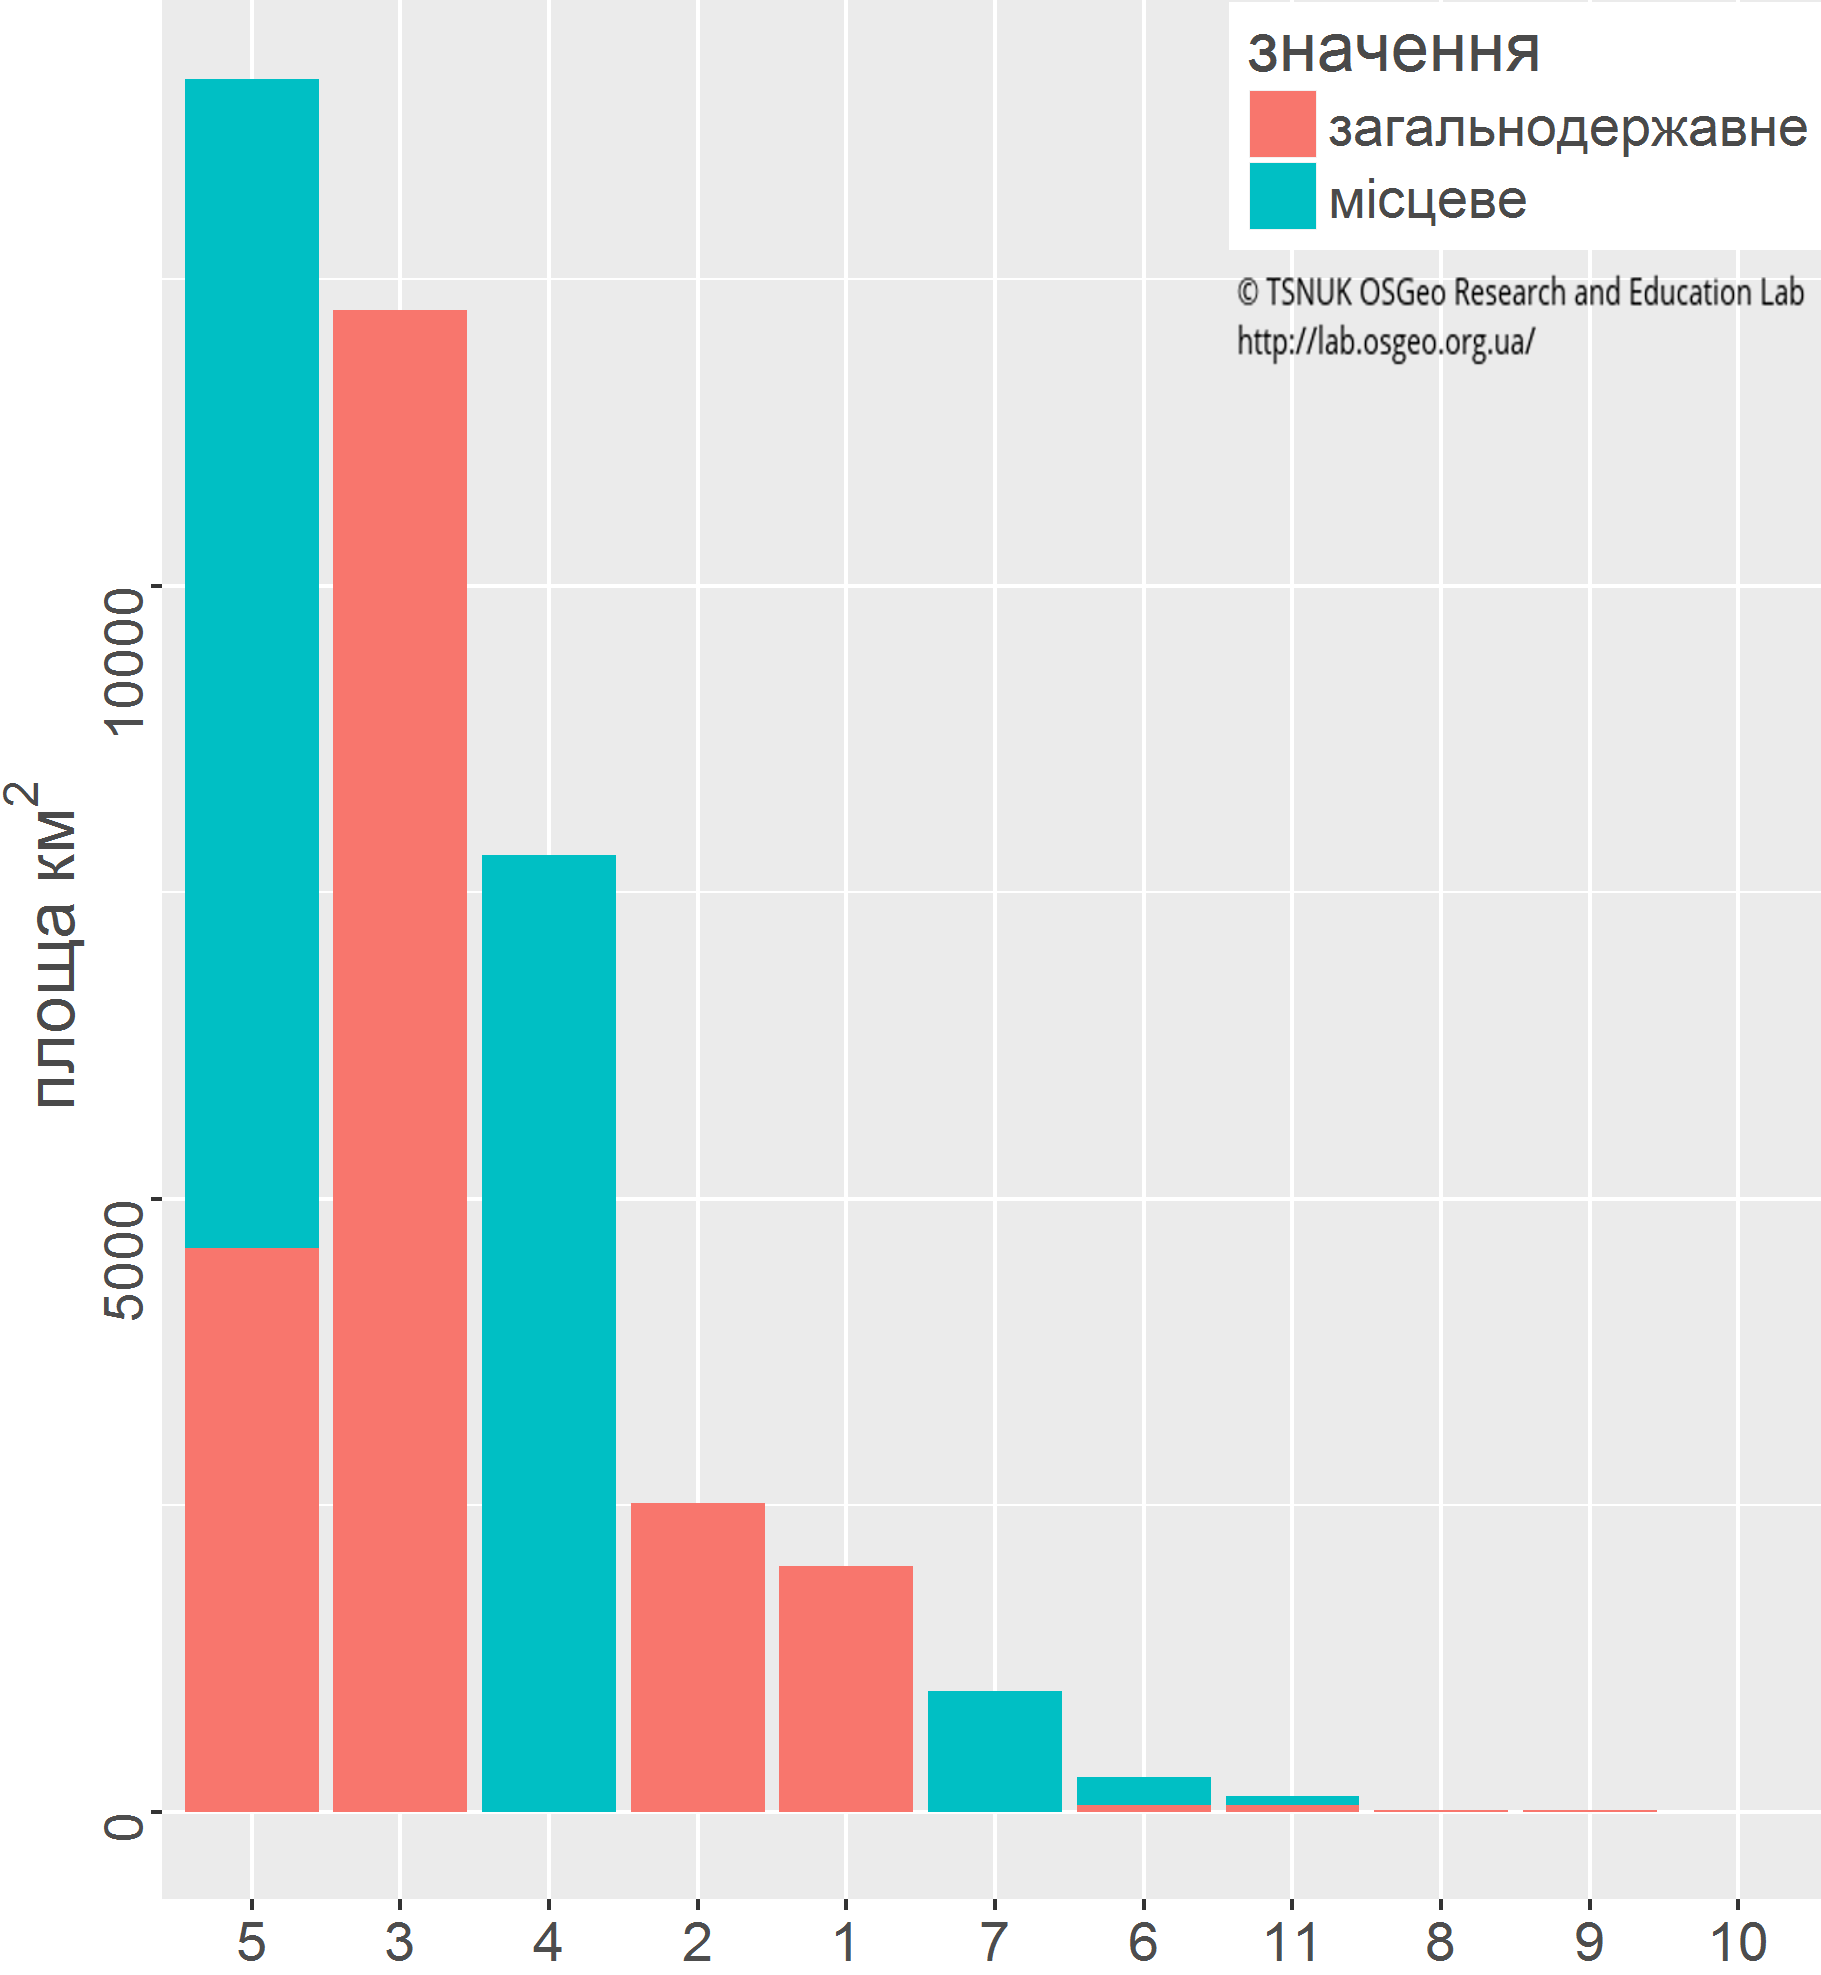 значення
загальнодержавне
місцеве
© TSNUK OSGeo Research and Education Lab
http://lab.osgeo.org.ua/
площа км²
10000
5000
0
5 3 4 2 1 7 6 11 8 9 10